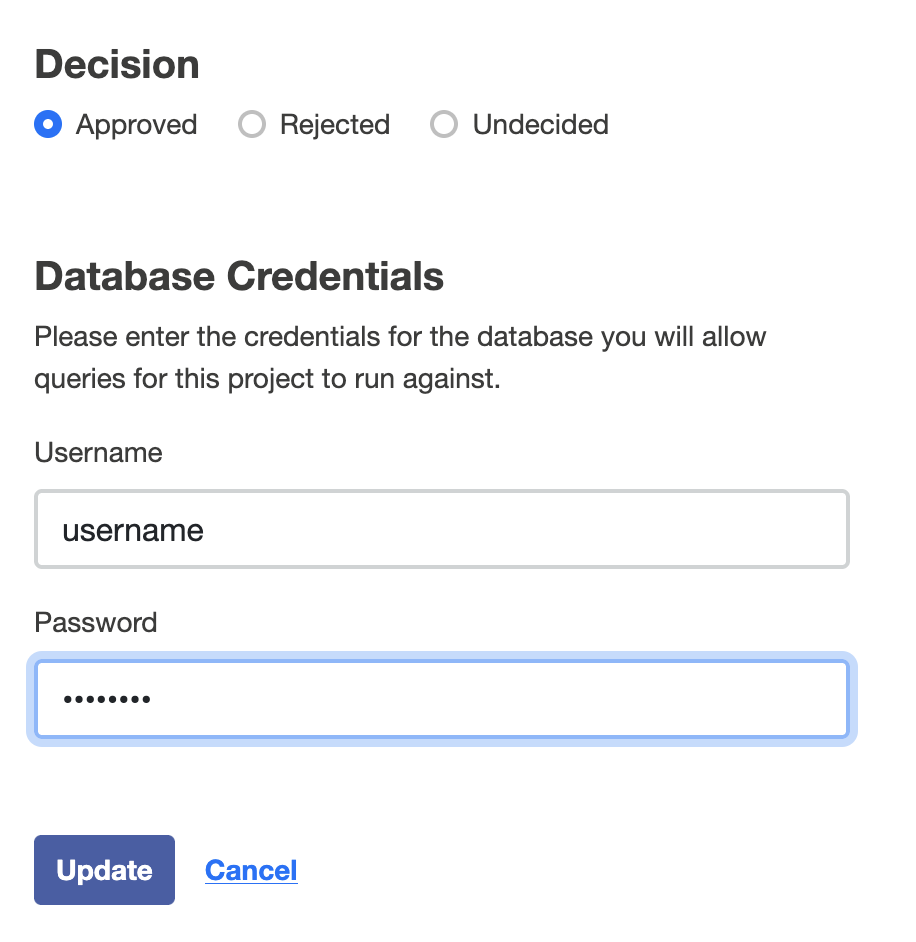 Decision
Approved Rejected Undecided
Database Credentials
Please enter the credentials for the database you will allow
queries for this project to run against.
Username
username
Password
••••••••
Update Cancel